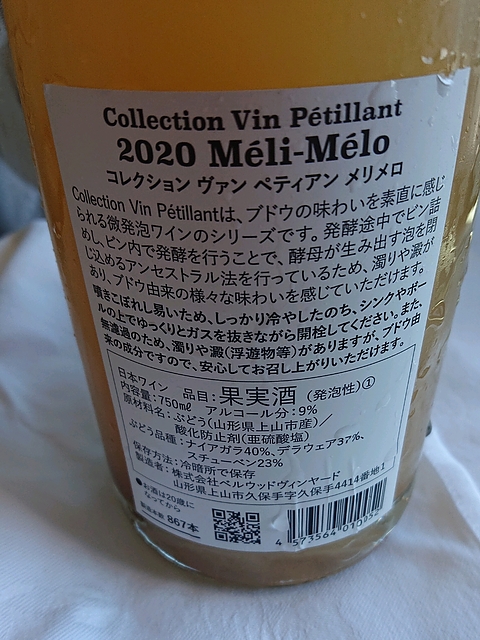 Collection Vin Pétillant
2020 Méli-Mélo
コレクション ヴァン ペティアン メリメロ
Collection Vin Pétillantは、ブドウの味わいを素直に感じ
られる微発泡ワインのシリーズです。発酵途中でビン詰
めし、ビン内で発酵を行うことで、酵母が生み出す泡を閉
じ込めるアンセストラル法を行っているため、濁りや澱が
あり、ブドウ由来の様々な味わいを感じていただけます。
噴きこぼれし易いため、しっかり冷やしたのち、シンクやボー
ルの上でゆっくりとガスを抜きながら開栓してください。また、
無濾過のため、濁りや澱(浮遊物等)がありますが、ブドウ由
来の成分ですので、安心してお召し上がりいただけます。
日本ワイン 品目:果実酒(発泡性)①
内容量:750mℓ アルコール分:9%
原材料名:ぶどう(山形県上山市産)/
酸化防止剤(亜硫酸塩)
ぶどう品種:ナイアガラ40%、デラウェア37%、
スチューベン23%
保存方法:冷暗所で保存
製造者:株式会社ベルウッドヴィンヤード
山形県上山市久保手字久保手4414番地1
●お酒は20歳に
なってから
製造本数 867本
4 573564 010932